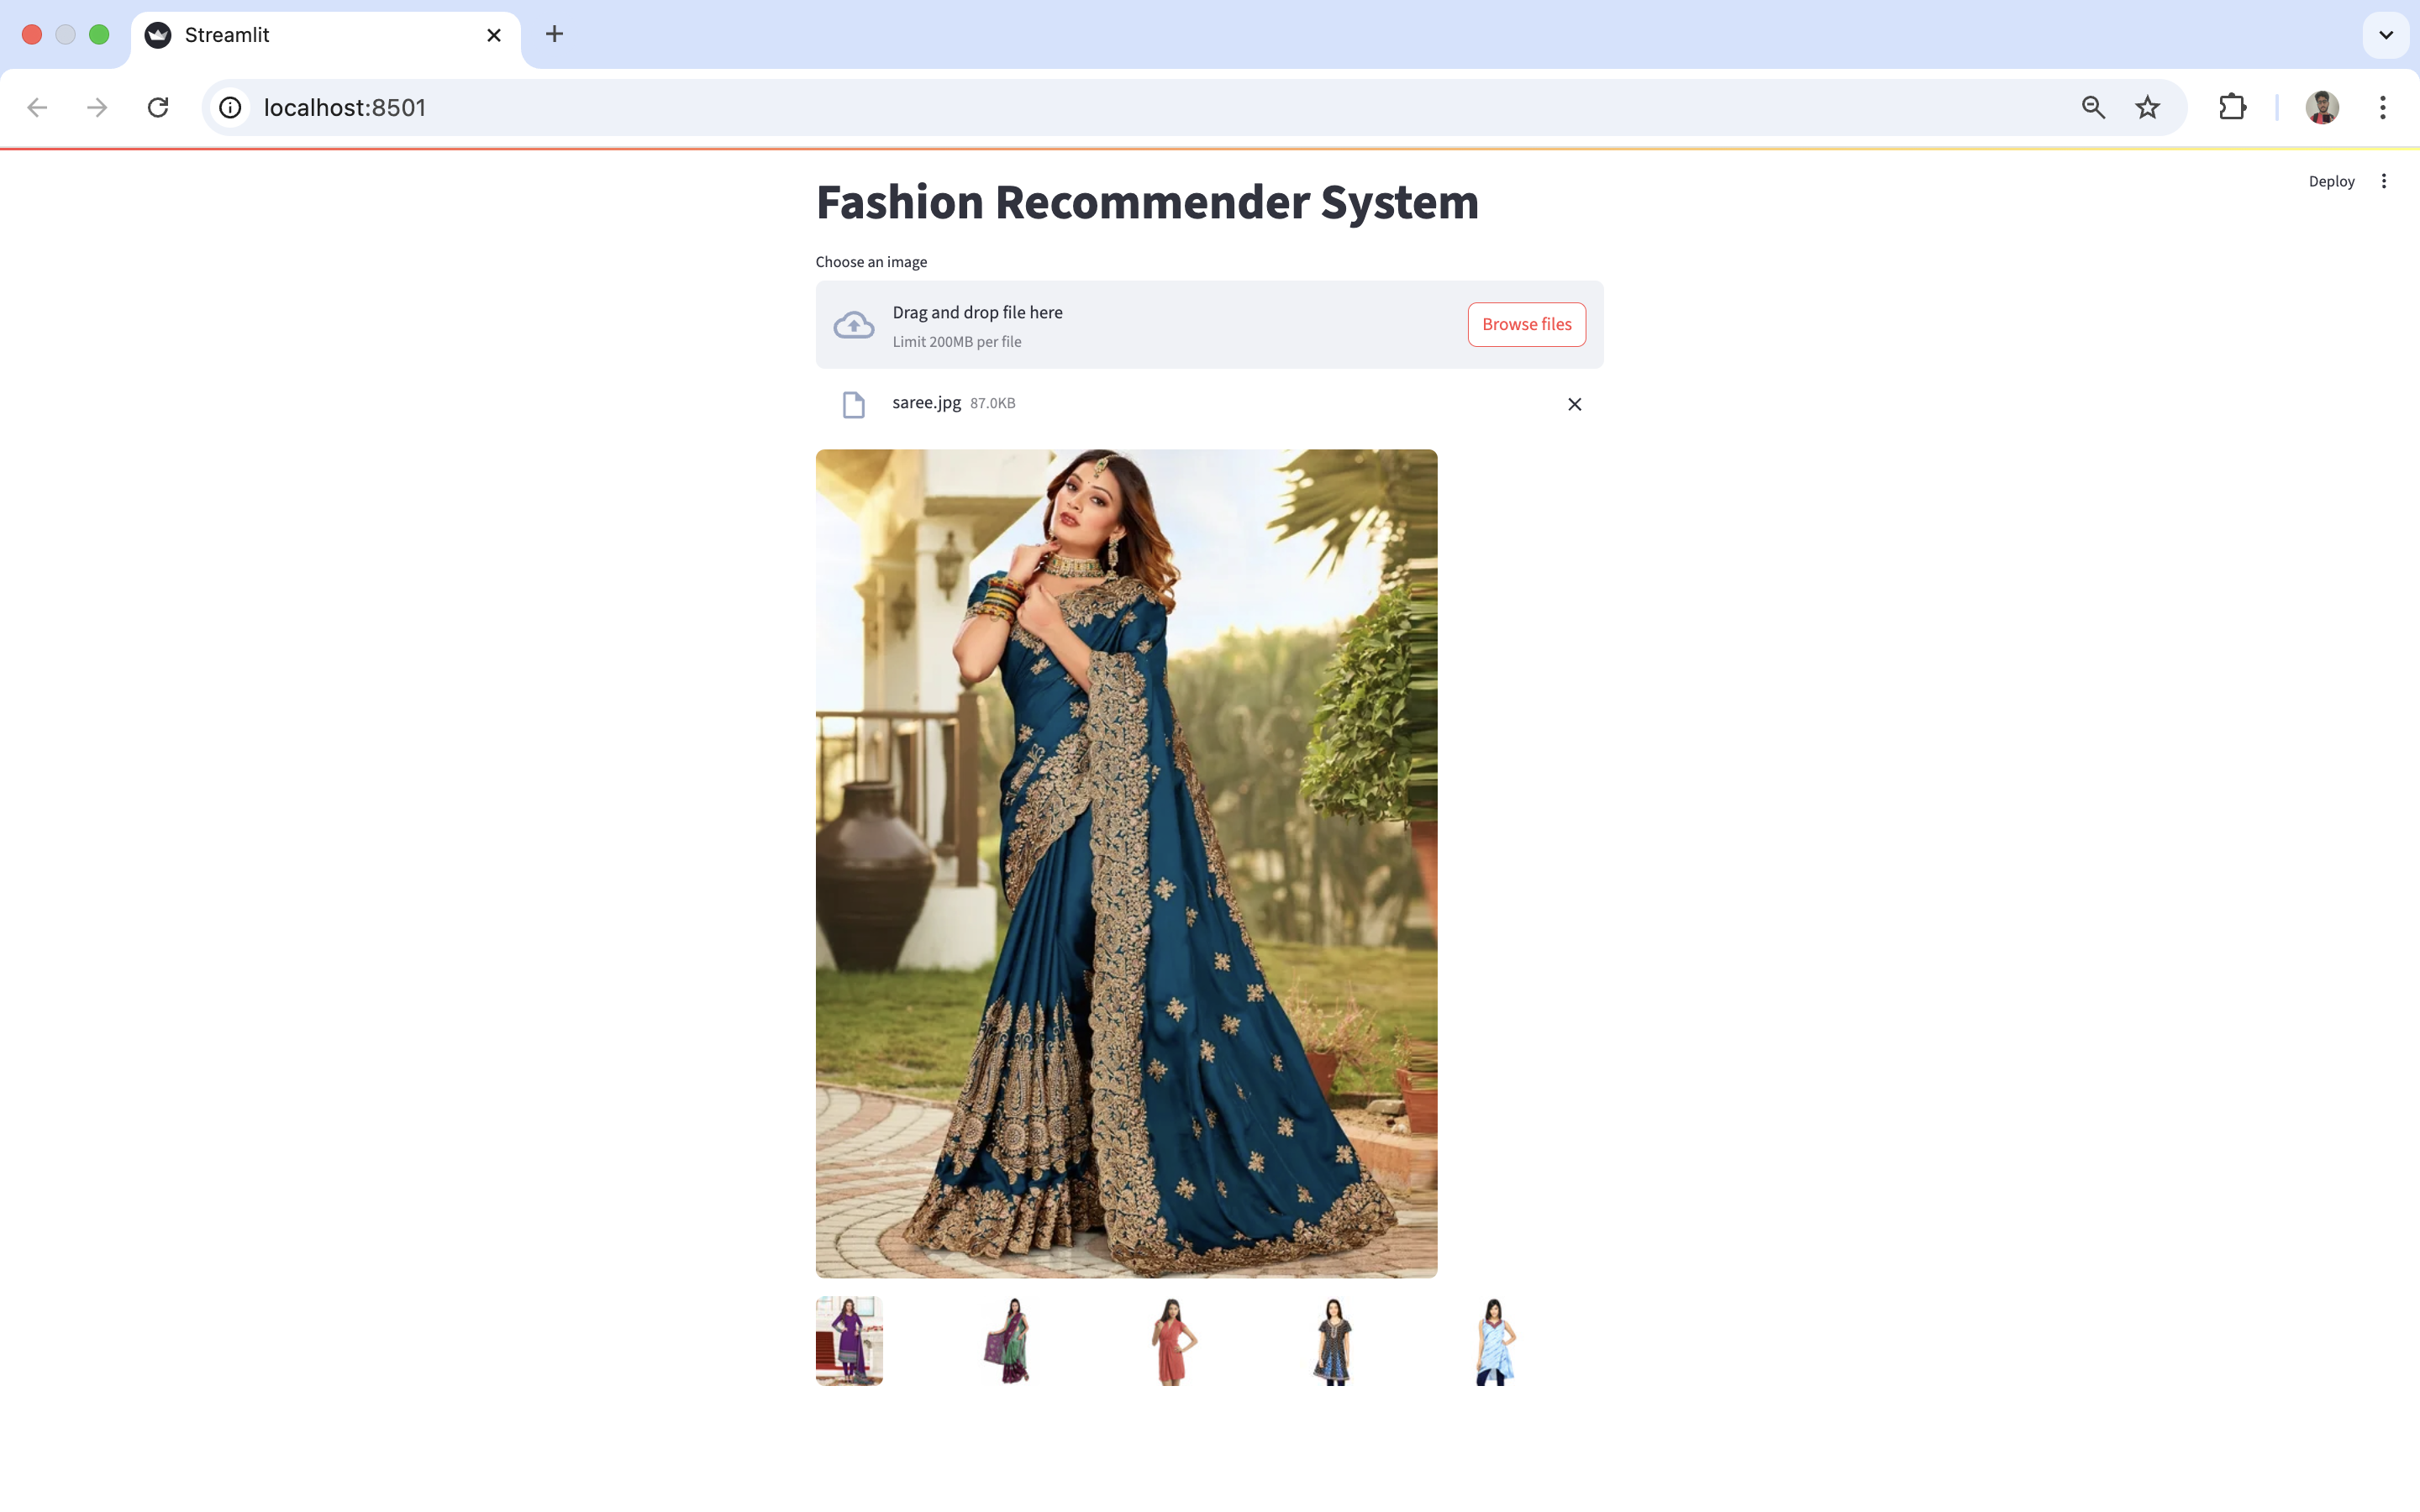 Streamlit
localhost:8501
Deploy
Fashion Recommender System
Choose an image
Drag and drop file here
Limit 200MB per file
Browse files
saree.jpg 87.0KB